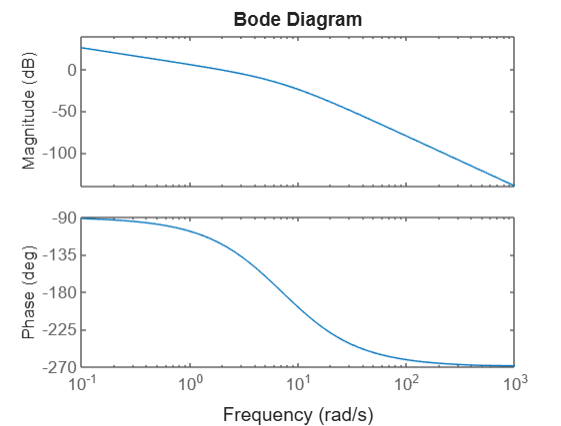 Bode Diagram
Magnitude (dB)
0
-50
-100
Phase (deg)
-90
-135
-180
-225
-270
10^-1 10^0 10^1 10^2 10^3
Frequency (rad/s)